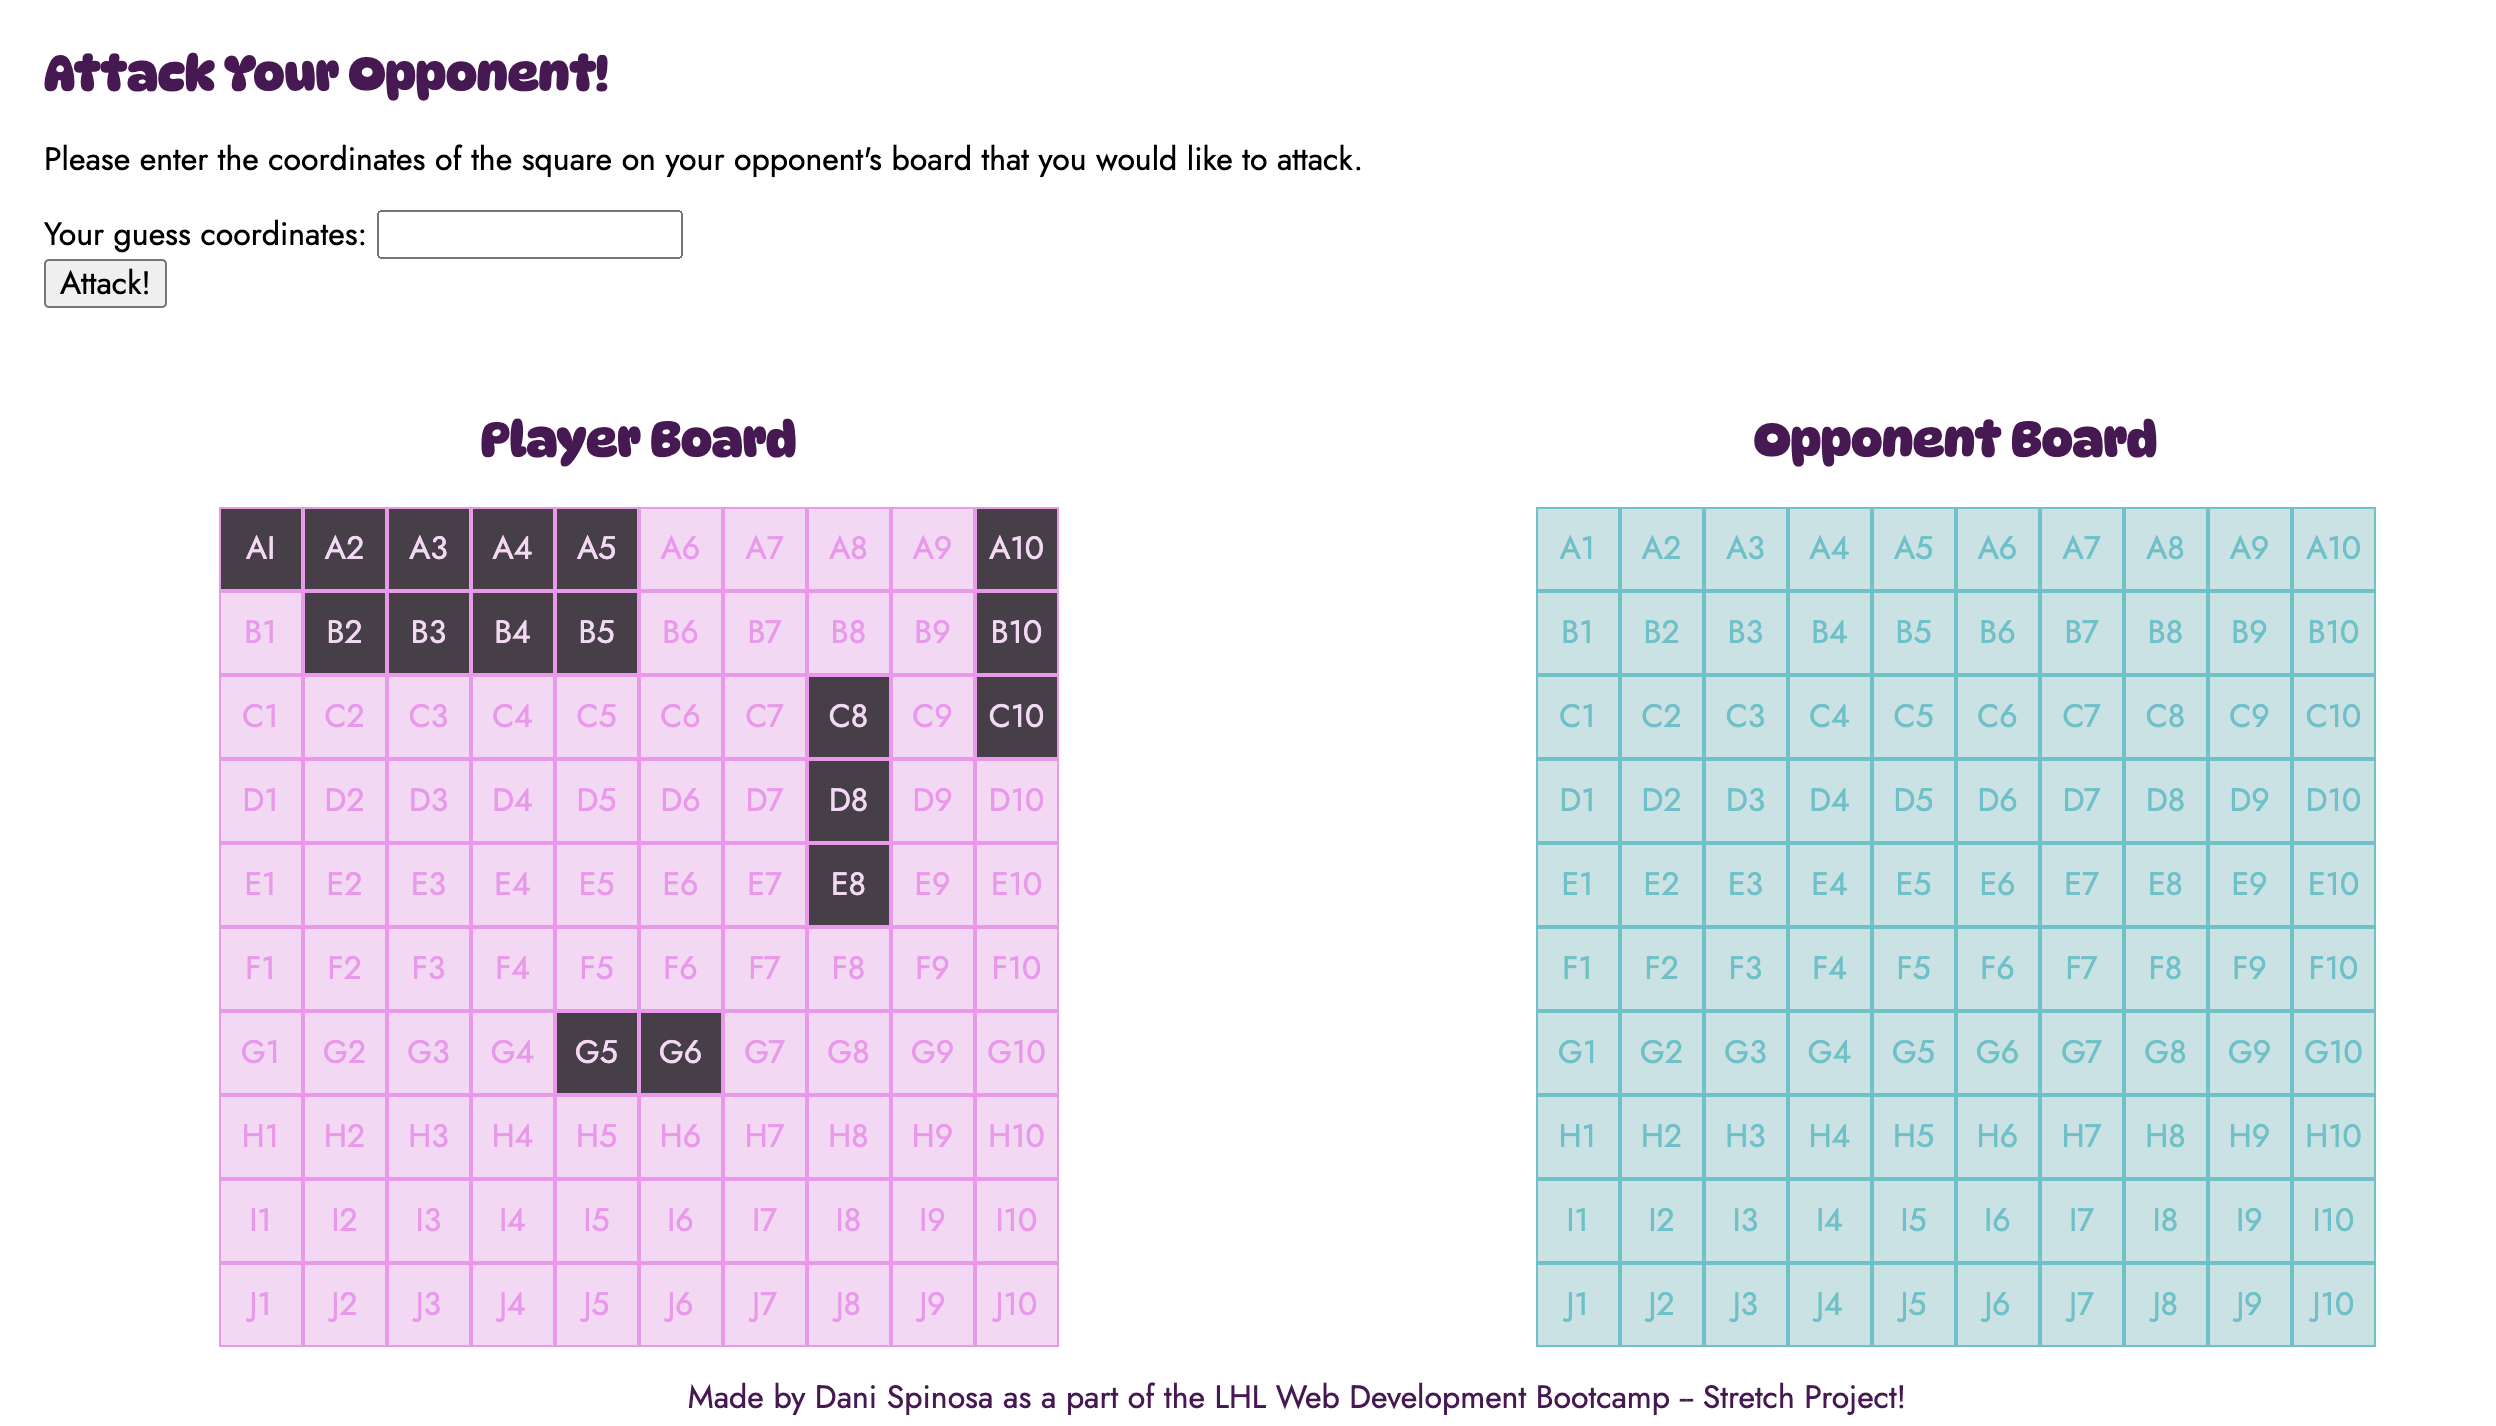 Attack Your Opponent!
Please enter the coordinates of the square on your opponent's board that you would like to attack.
Your guess coordinates:
Attack!
Player Board
AI A2 A3 A4 A5 A6 A7 A8 A9 A10
B1 B2 B3 B4 B5 B6 B7 B8 B9 B10
C1 C2 C3 C4 C5 C6 C7 C8 C9 C10
D1 D2 D3 D4 D5 D6 D7 D8 D9 D10
E1 E2 E3 E4 E5 E6 E7 E8 E9 E10
F1 F2 F3 F4 F5 F6 F7 F8 F9 F10
G1 G2 G3 G4 G5 G6 G7 G8 G9 G10
H1 H2 H3 H4 H5 H6 H7 H8 H9 H10
I1 I2 I3 I4 I5 I6 I7 I8 I9 I10
J1 J2 J3 J4 J5 J6 J7 J8 J9 J10
Opponent Board
A1 A2 A3 A4 A5 A6 A7 A8 A9 A10
B1 B2 B3 B4 B5 B6 B7 B8 B9 B10
C1 C2 C3 C4 C5 C6 C7 C8 C9 C10
D1 D2 D3 D4 D5 D6 D7 D8 D9 D10
E1 E2 E3 E4 E5 E6 E7 E8 E9 E10
F1 F2 F3 F4 F5 F6 F7 F8 F9 F10
G1 G2 G3 G4 G5 G6 G7 G8 G9 G10
H1 H2 H3 H4 H5 H6 H7 H8 H9 H10
I1 I2 I3 I4 I5 I6 I7 I8 I9 I10
J1 J2 J3 J4 J5 J6 J7 J8 J9 J10
Made by Dani Spinosa as a part of the LHL Web Development Bootcamp -- Stretch Project!